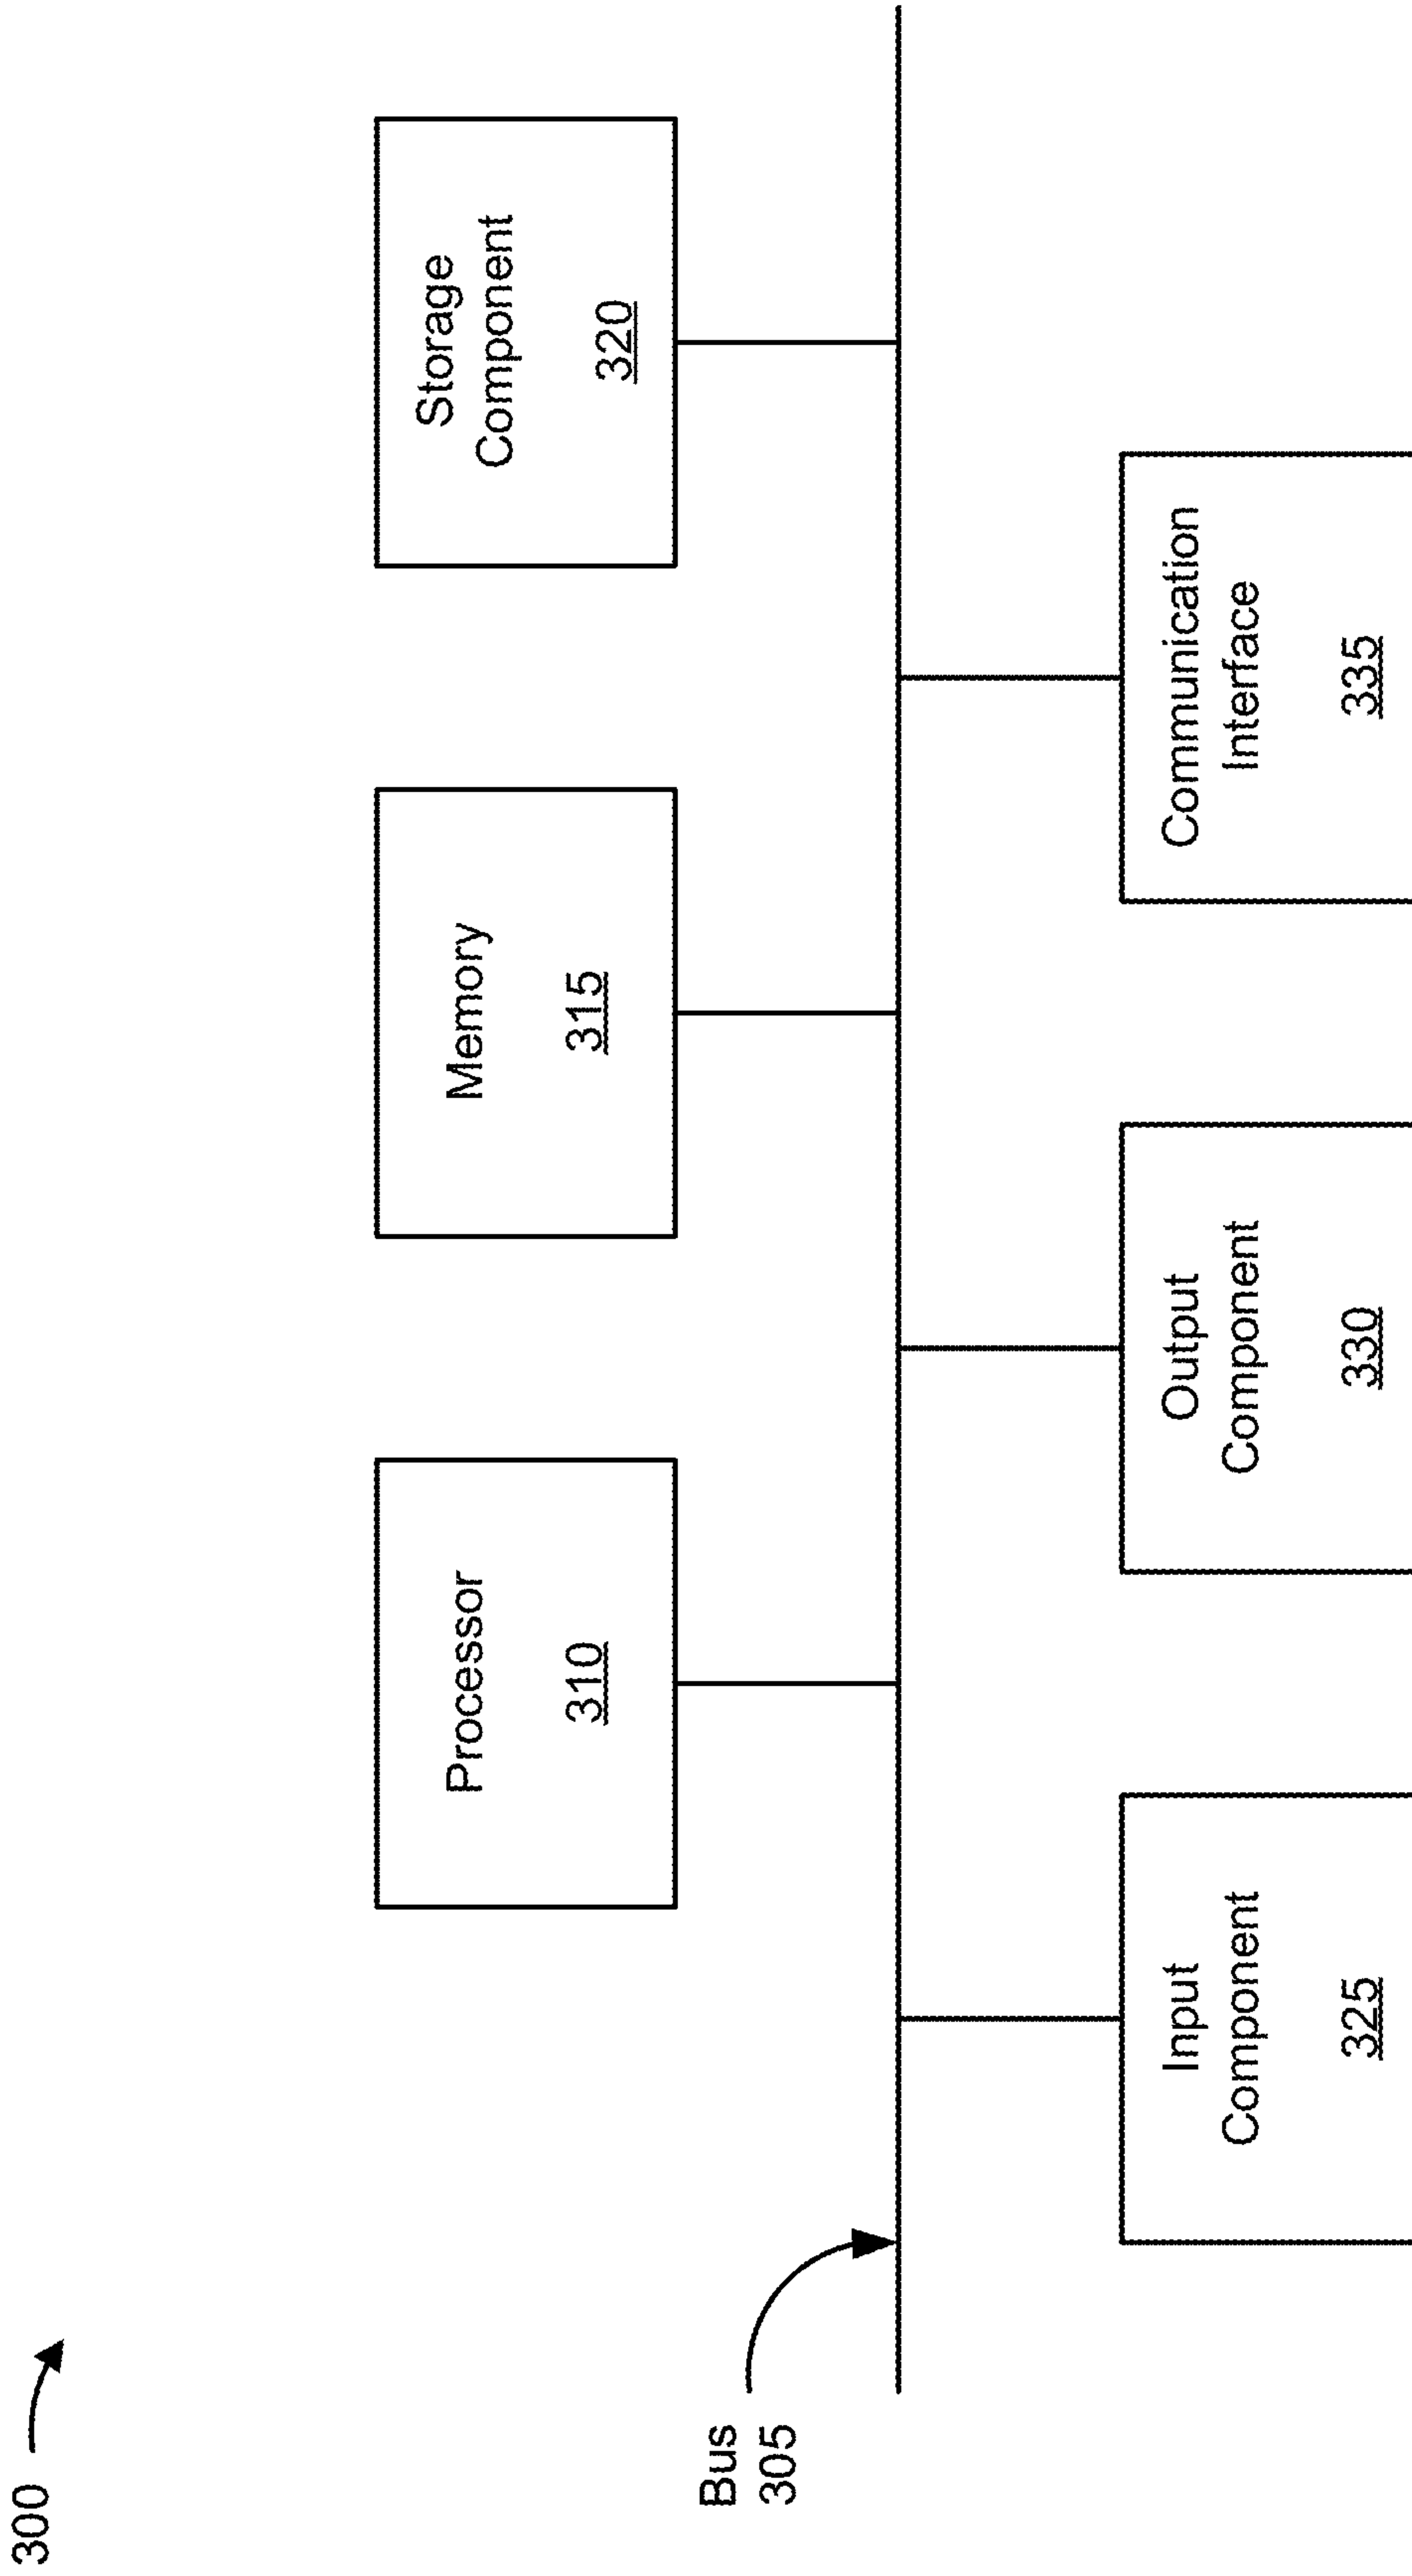 300
Processor
310
Memory
315
Storage
Component
320
Bus
305
Input
Component
325
Output
Component
330
Communication
Interface
335